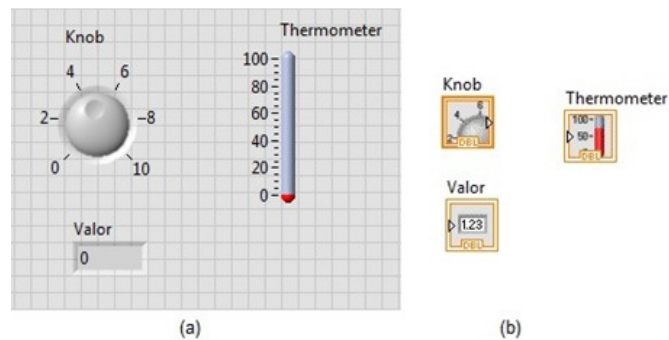 Knob
4 6
2 8
0 10
Valor
0
Thermometer
100
80
60
40
20
0
(a)
Knob
6
4
2
DBL
Thermometer
100
50
DBL
Valor
1.23
DBL
(b)